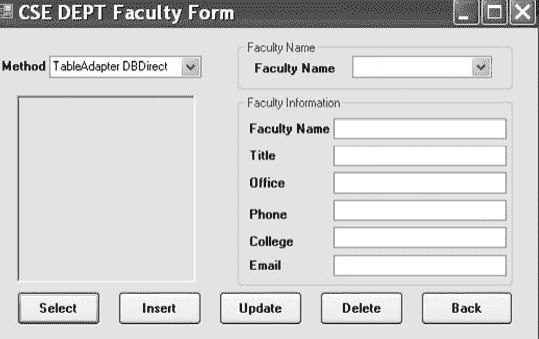 CSE DEPT Faculty Form
Method TableAdapter DBDirect
Faculty Name
Faculty Name
Faculty Information
Faculty Name
Title
Office
Phone
College
Email
Select Insert Update Delete Back